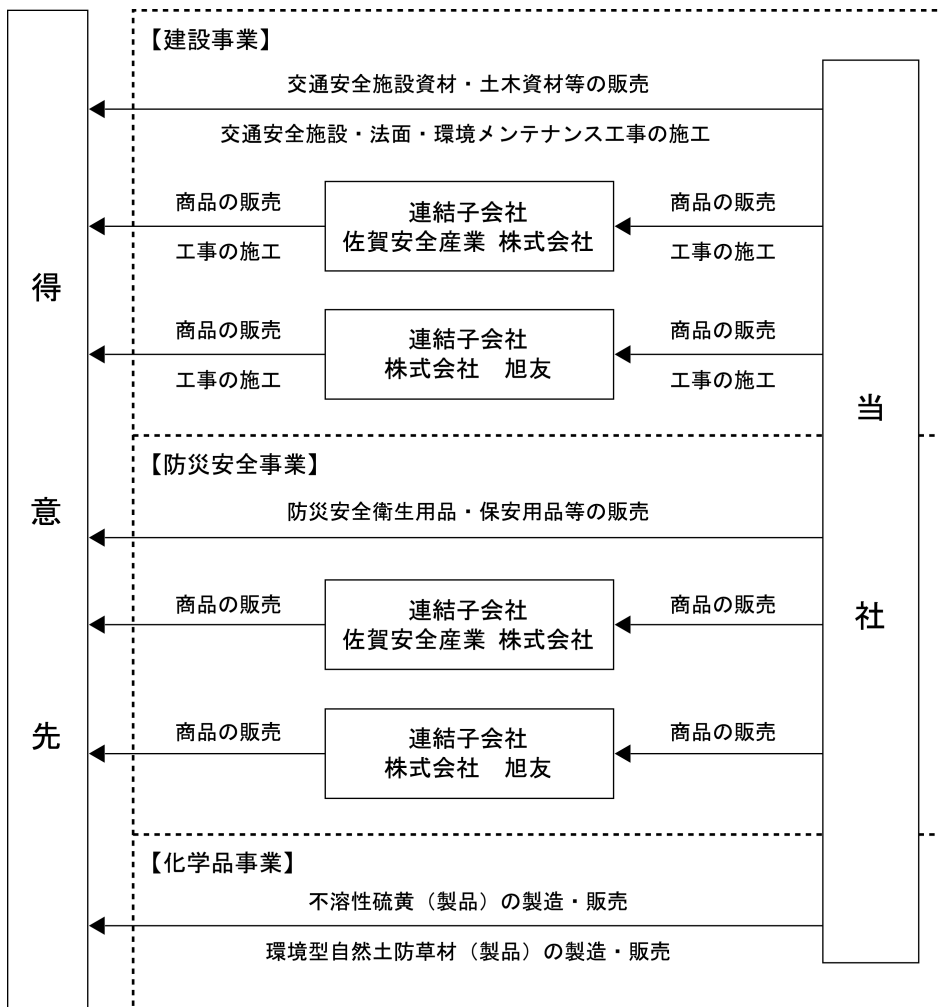 【建設事業】
交通安全施設資材・土木資材等の販売
交通安全施設・法面・環境メンテナンス工事の施工
商品の販売
工事の施工
連結子会社
佐賀安全産業 株式会社
商品の販売
工事の施工
商品の販売
工事の施工
連結子会社
株式会社　旭友
商品の販売
工事の施工
【防災安全事業】
防災安全衛生用品・保安用品等の販売
商品の販売
連結子会社
佐賀安全産業 株式会社
商品の販売
商品の販売
連結子会社
株式会社　旭友
商品の販売
【化学品事業】
不溶性硫黄（製品）の製造・販売
環境型自然土防草材（製品）の製造・販売
得意先
当社